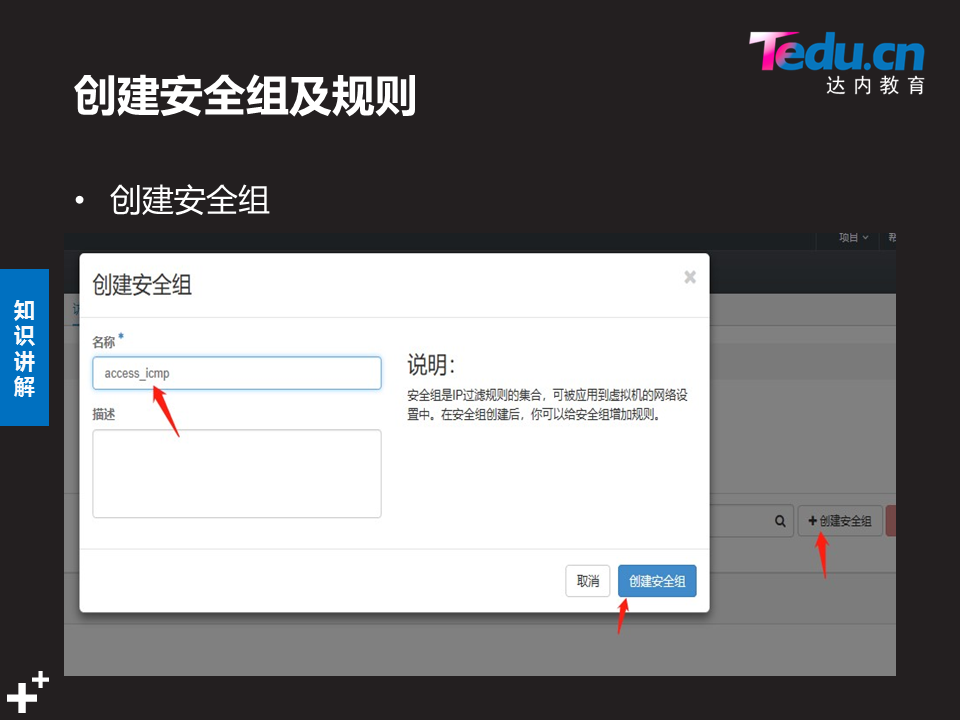 Tedu.cn
达内教育
创建安全组及规则
• 创建安全组
知识讲解
项目
创建安全组
×
名称 *
access_icmp
描述
说明：
安全组是IP过滤规则的集合，可被应用到虚拟机的网络设
置中。在安全组创建后，你可以给安全组增加规则。
+创建安全组
取消
创建安全组